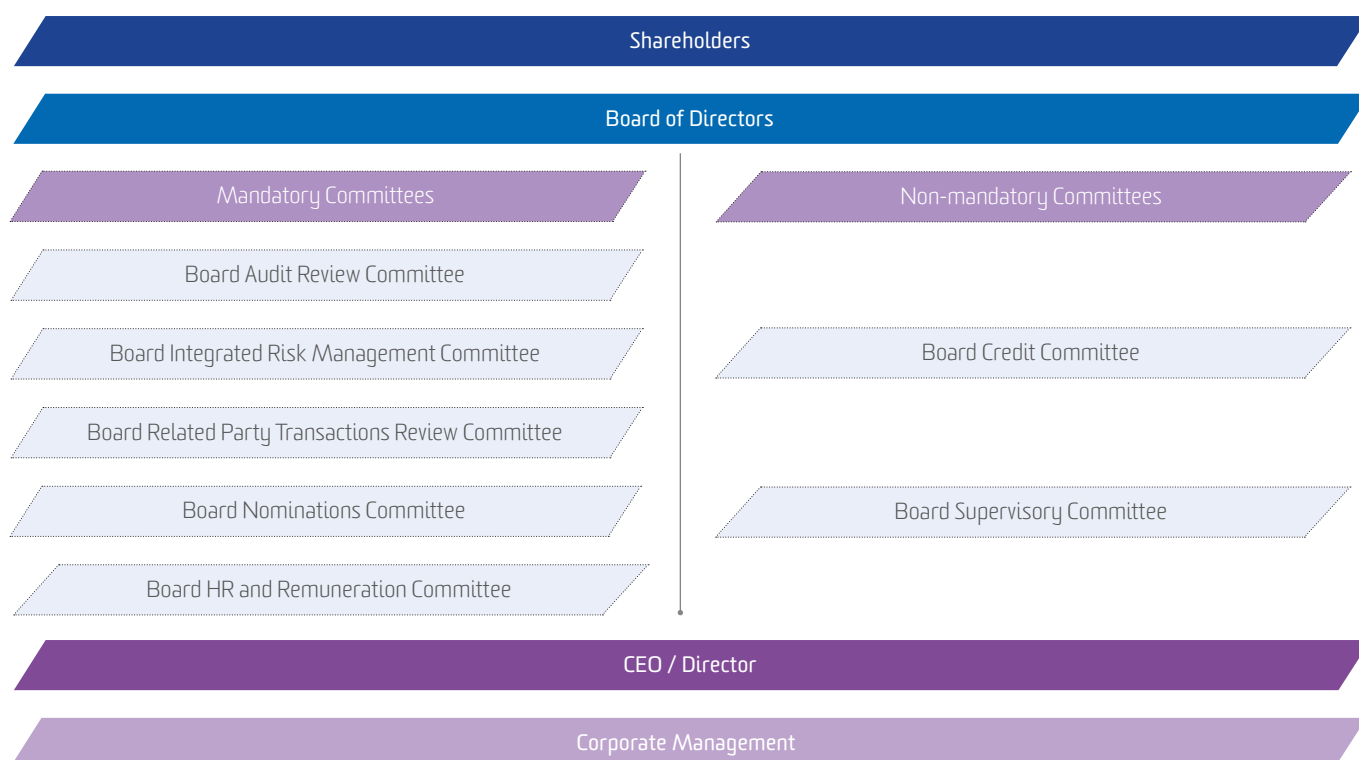 Shareholders
Board of Directors
Mandatory Committees
Non-mandatory Committees
Board Audit Review Committee
Board Integrated Risk Management Committee
Board Credit Committee
Board Related Party Transactions Review Committee
Board Nominations Committee
Board Supervisory Committee
Board HR and Remuneration Committee
CEO / Director
Corporate Management